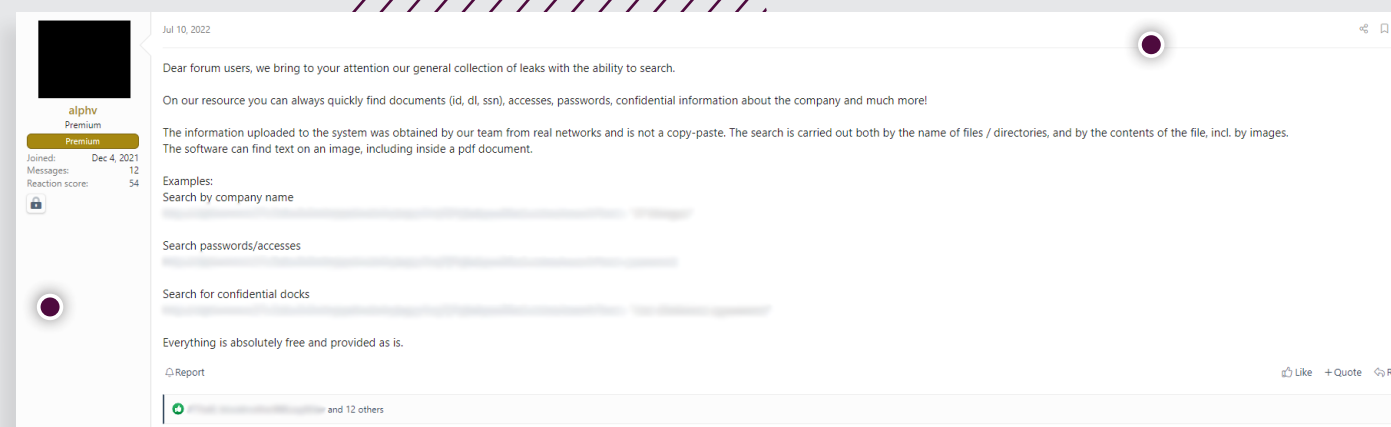 Jul 10, 2022
alphv
Premium
Premium
Joined: Dec 4, 2021
Messages: 12
Reaction score: 54
Dear forum users, we bring to your attention our general collection of leaks with the ability to search.
On our resource you can always quickly find documents (id, dl, ssn), accesses, passwords, confidential information about the company and much more!
The information uploaded to the system was obtained by our team from real networks and is not a copy-paste. The search is carried out both by the name of files / directories, and by the contents of the file, incl. by images.
The software can find text on an image, including inside a pdf document.
Examples:
Search by company name
Search passwords/accesses
Search for confidential docks
Everything is absolutely free and provided as is.
Report
Like +Quote R
and 12 others